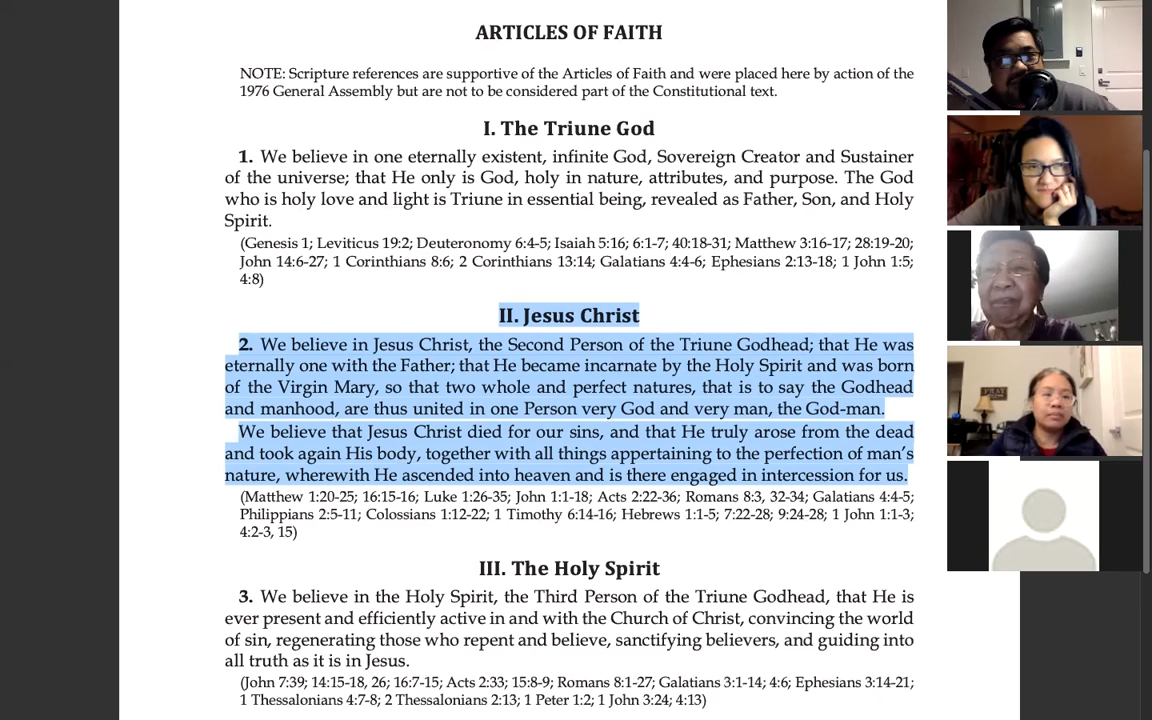 ARTICLES OF FAITH
NOTE: Scripture references are supportive of the Articles of Faith and were placed here by action of the
1976 General Assembly but are not to be considered part of the Constitutional text.
I. The Triune God
1. We believe in one eternally existent, infinite God, Sovereign Creator and Sustainer
of the universe; that He only is God, holy in nature, attributes, and purpose. The God
who is holy love and light is Triune in essential being, revealed as Father, Son, and Holy
Spirit.
(Genesis 1; Leviticus 19:2; Deuteronomy 6:4-5; Isaiah 5:16; 6:1-7; 40:18-31; Matthew 3:16-17; 28:19-20;
John 14:6-27; 1 Corinthians 8:6; 2 Corinthians 13:14; Galatians 4:4-6; Ephesians 2:13-18; 1 John 1:5;
4:8)
II. Jesus Christ
2. We believe in Jesus Christ, the Second Person of the Triune Godhead; that He was
eternally one with the Father; that He became incarnate by the Holy Spirit and was born
of the Virgin Mary, so that two whole and perfect natures, that is to say the Godhead
and manhood, are thus united in one Person very God and very man, the God-man.
We believe that Jesus Christ died for our sins, and that He truly arose from the dead
and took again His body, together with all things appertaining to the perfection of man's
nature, wherewith He ascended into heaven and is there engaged in intercession for us.
(Matthew 1:20-25; 16:15-16; Luke 1:26-35; John 1:1-18; Acts 2:22-36; Romans 8:3, 32-34; Galatians 4:4-5;
Philippians 2:5-11; Colossians 1:12-22; 1 Timothy 6:14-16; Hebrews 1:1-5; 7:22-28; 9:24-28; 1 John 1:1-3;
4:2-3, 15)
III. The Holy Spirit
3. We believe in the Holy Spirit, the Third Person of the Triune Godhead, that He is
ever present and efficiently active in and with the Church of Christ, convincing the world
of sin, regenerating those who repent and believe, sanctifying believers, and guiding into
all truth as it is in Jesus.
(John 7:39; 14:15-18, 26; 16:7-15; Acts 2:33; 15:8-9; Romans 8:1-27; Galatians 3:1-14; 4:6; Ephesians 3:14-21;
1 Thessalonians 4:7-8; 2 Thessalonians 2:13; 1 Peter 1:2; 1 John 3:24; 4:13)
PRAY